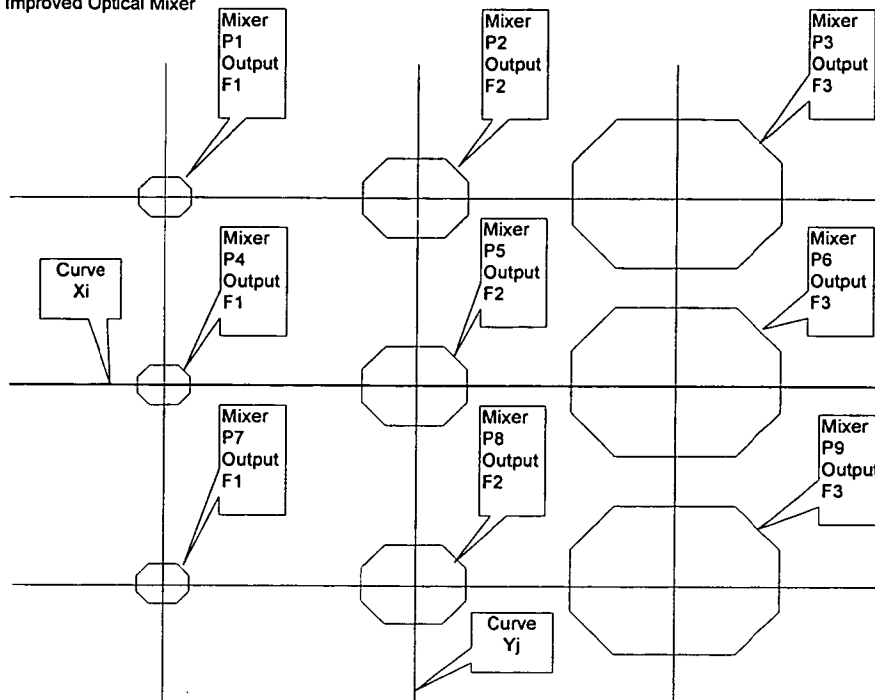 Improved Optical Mixer
Mixer
P1
Output
F1
Mixer
P2
Output
F2
Mixer
P3
Output
F3
Mixer
P4
Output
F1
Mixer
P5
Output
F2
Mixer
P6
Output
F3
Curve
Xi
Mixer
P7
Output
F1
Mixer
P8
Output
F2
Mixer
P9
Output
F3
Curve
Yj